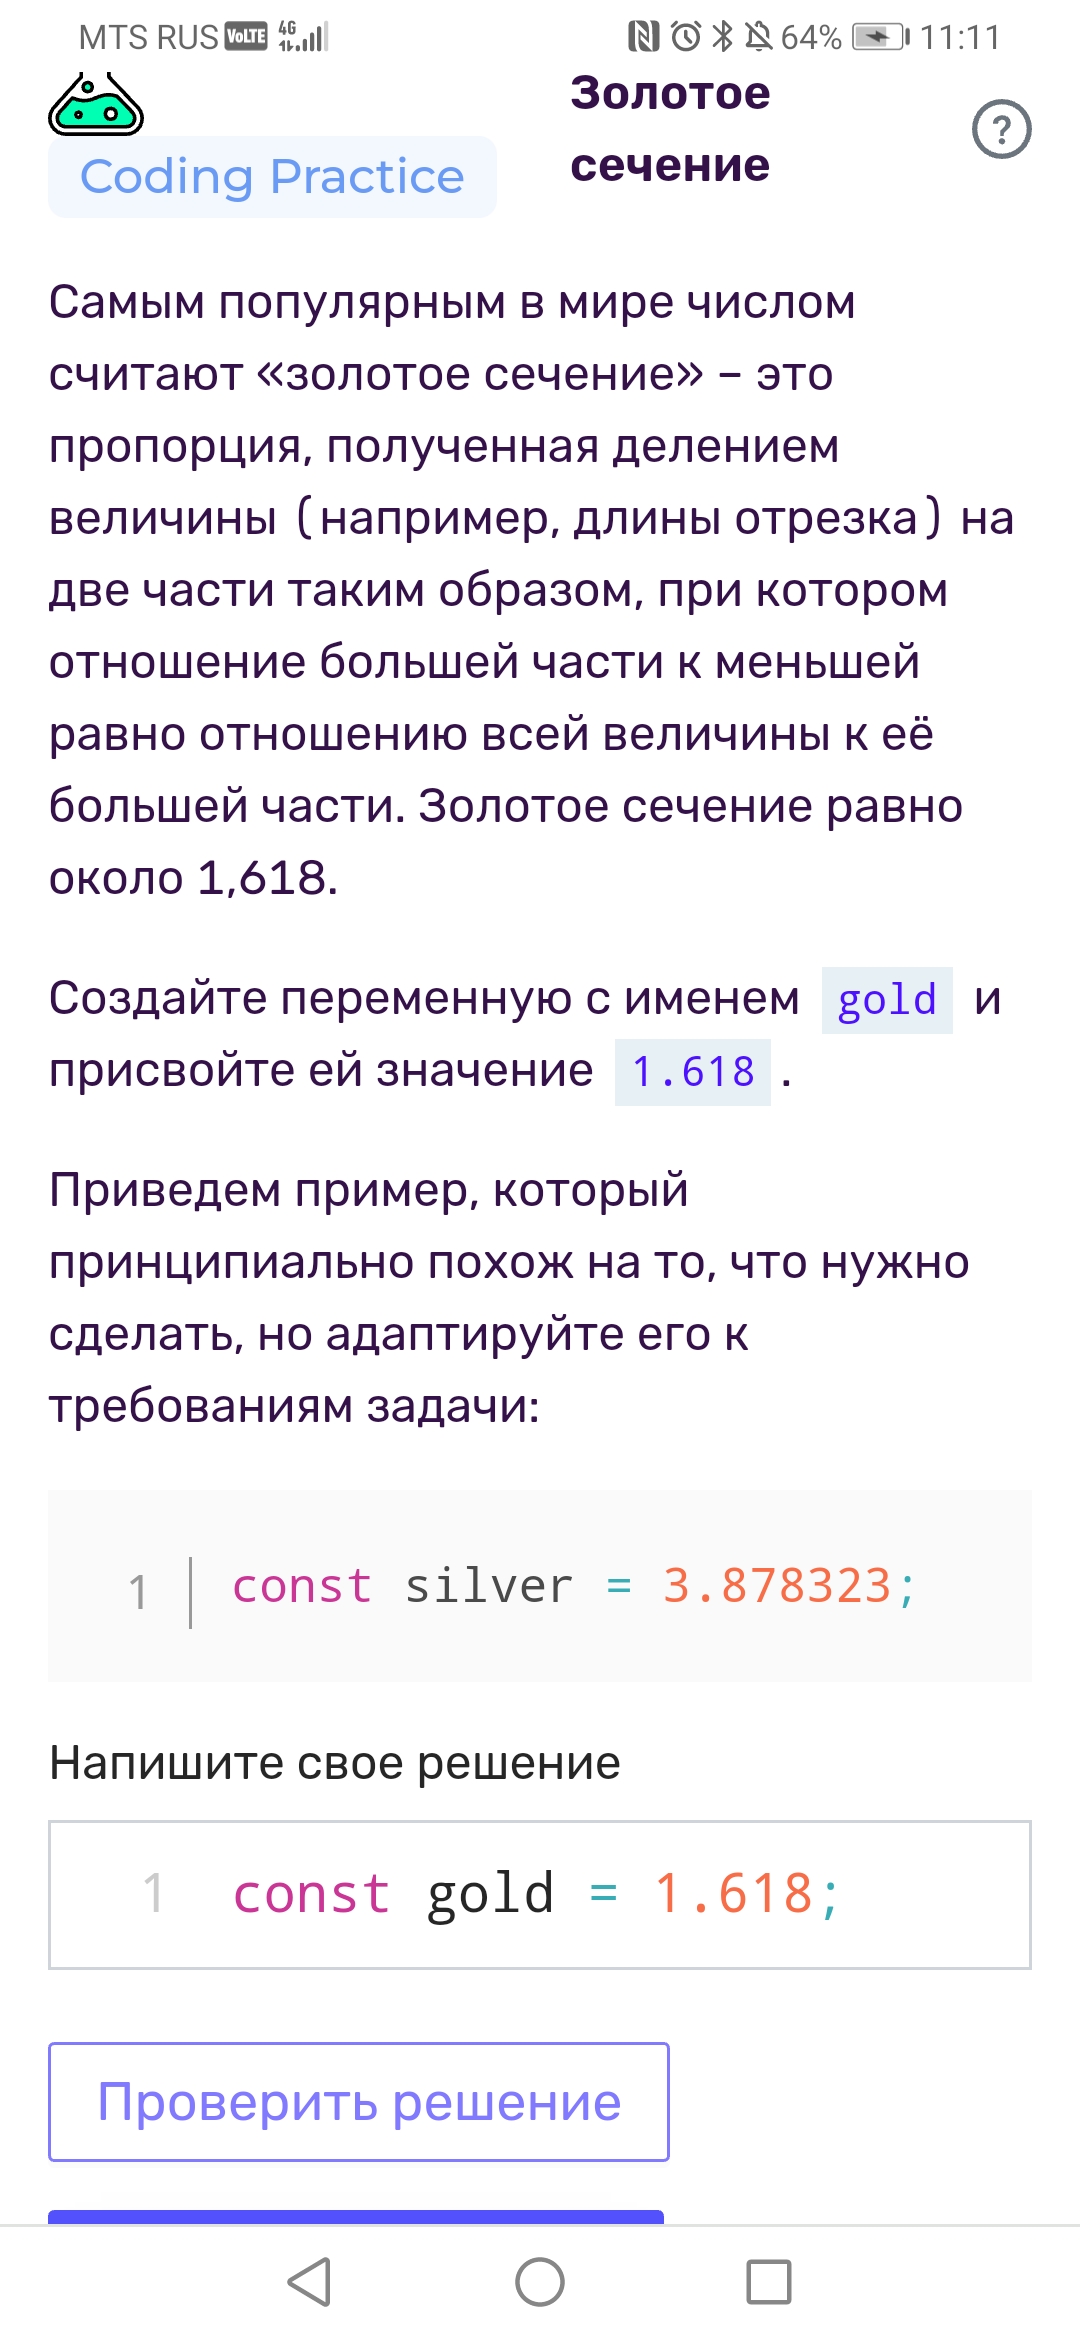 MTS RUS VoLTE 4G 64% 11:11
Золотое
сечение
?
Coding Practice
Самым популярным в мире числом
считают «золотое сечение» – это
пропорция, полученная делением
величины (например, длины отрезка) на
две части таким образом, при котором
отношение большей части к меньшей
равно отношению всей величины к её
большей части. Золотое сечение равно
около 1,618.
Создайте переменную с именем gold и
присвойте ей значение 1.618 .
Приведем пример, который
принципиально похож на то, что нужно
сделать, но адаптируйте его к
требованиям задачи:
1 const silver = 3.878323;
Напишите свое решение
1 const gold = 1.618;
Проверить решение